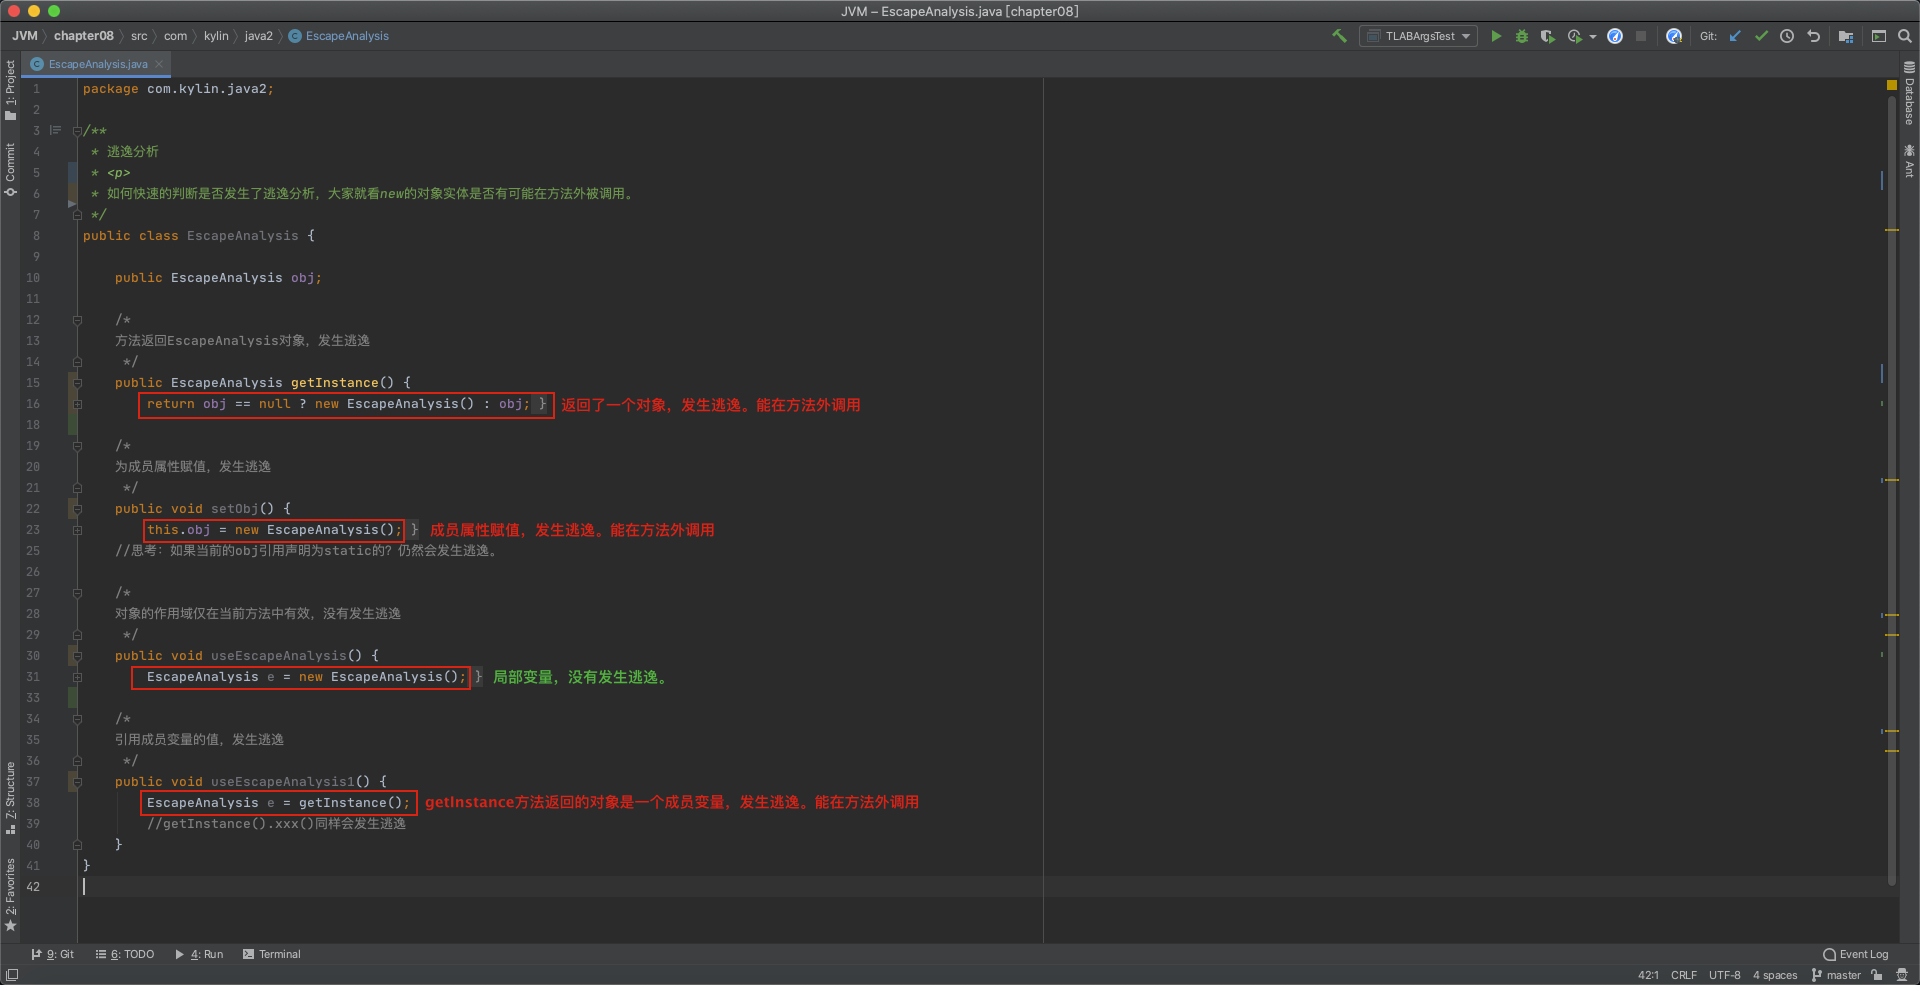 JVM – EscapeAnalysis.java [chapter08]
JVM chapter08 src com kylin java2 EscapeAnalysis
TLABArgsTest
Git:
EscapeAnalysis.java
1: Project
Commit
Z: Structure
2: Favorites
Database
Ant
1 package com.kylin.java2;
2
3 /**
4 * 逃逸分析
5 * <p>
6 * 如何快速的判断是否发生了逃逸分析，大家就看new的对象实体是否有可能在方法外被调用。
7 */
8 public class EscapeAnalysis {
9
10 public EscapeAnalysis obj;
11
12 /*
13 方法返回EscapeAnalysis对象，发生逃逸
14 */
15 public EscapeAnalysis getInstance() {
16 return obj == null ? new EscapeAnalysis() : obj; } 返回了一个对象，发生逃逸。能在方法外调用
18
19 /*
20 为成员属性赋值，发生逃逸
21 */
22 public void setObj() {
23 this.obj = new EscapeAnalysis(); } 成员属性赋值，发生逃逸。能在方法外调用
25 //思考：如果当前的obj引用声明为static的？仍然会发生逃逸。
26
27 /*
28 对象的作用域仅在当前方法中有效，没有发生逃逸
29 */
30 public void useEscapeAnalysis() {
31 EscapeAnalysis e = new EscapeAnalysis(); } 局部变量，没有发生逃逸。
33
34 /*
35 引用成员变量的值，发生逃逸
36 */
37 public void useEscapeAnalysis1() {
38 EscapeAnalysis e = getInstance(); getInstance方法返回的对象是一个成员变量，发生逃逸。能在方法外调用
39 //getInstance().xxx()同样会发生逃逸
40 }
41 }
42
9: Git 6: TODO 4: Run Terminal Event Log
42:1 CRLF UTF-8 4 spaces master